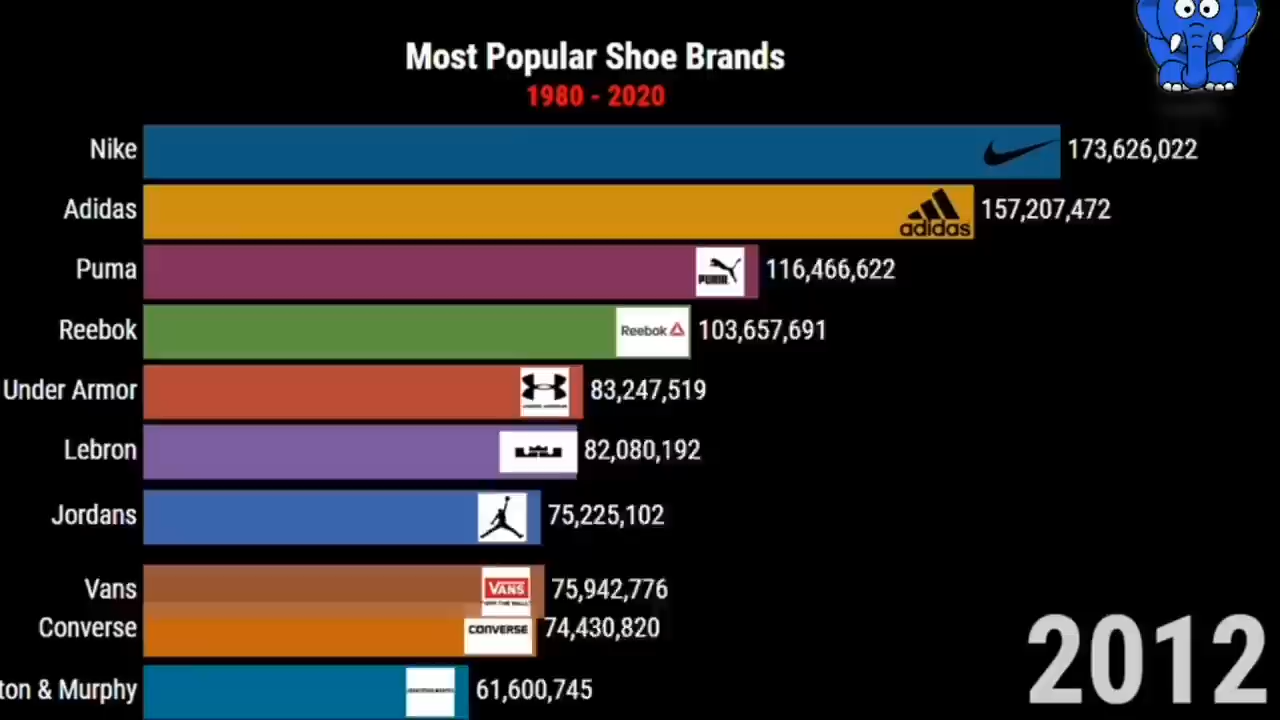 Most Popular Shoe Brands
1980 - 2020
Nike 173,626,022
Adidas adidas 157,207,472
Puma PUMA 116,466,622
Reebok Reebok 103,657,691
Under Armor 83,247,519
Lebron 82,080,192
Jordans 75,225,102
Vans VANS 75,942,776
Converse CONVERSE 74,430,820
ton & Murphy 61,600,745
2012